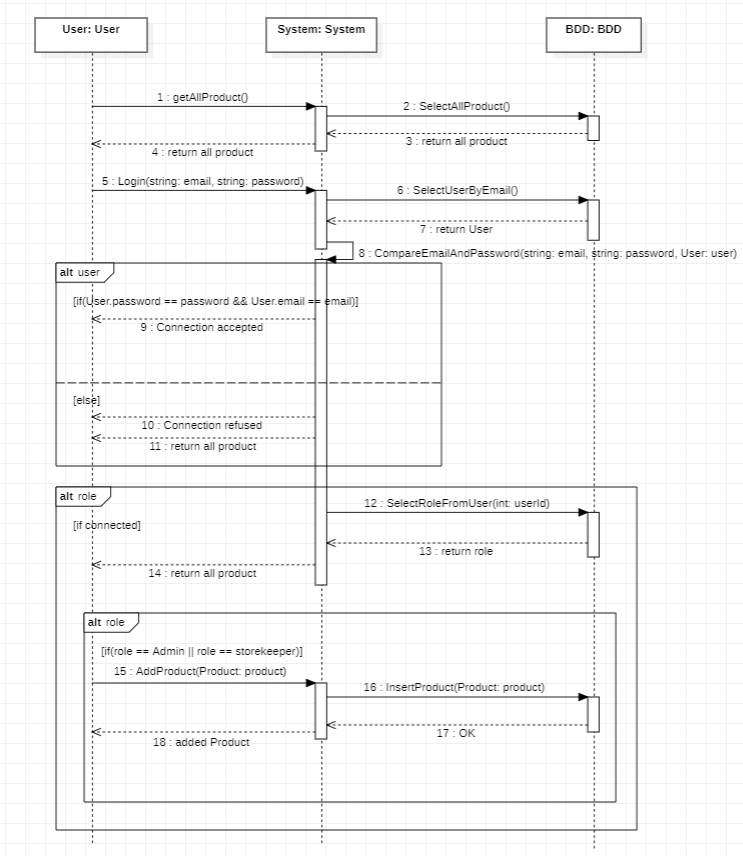 User: User
System: System
BDD: BDD
1 : getAllProduct()
2 : SelectAllProduct()
3 : return all product
4 : return all product
5 : Login(string: email, string: password)
6 : SelectUserByEmail()
7 : return User
8 : CompareEmailAndPassword(string: email, string: password, User: user)
alt user
[if(User.password == password && User.email == email)]
9 : Connection accepted
[else]
10 : Connection refused
11 : return all product
alt role
12 : SelectRoleFromUser(int: userId)
[if connected]
13 : return role
14 : return all product
alt role
[if(role == Admin || role == storekeeper)]
15 : AddProduct(Product: product)
16 : InsertProduct(Product: product)
17 : OK
18 : added Product